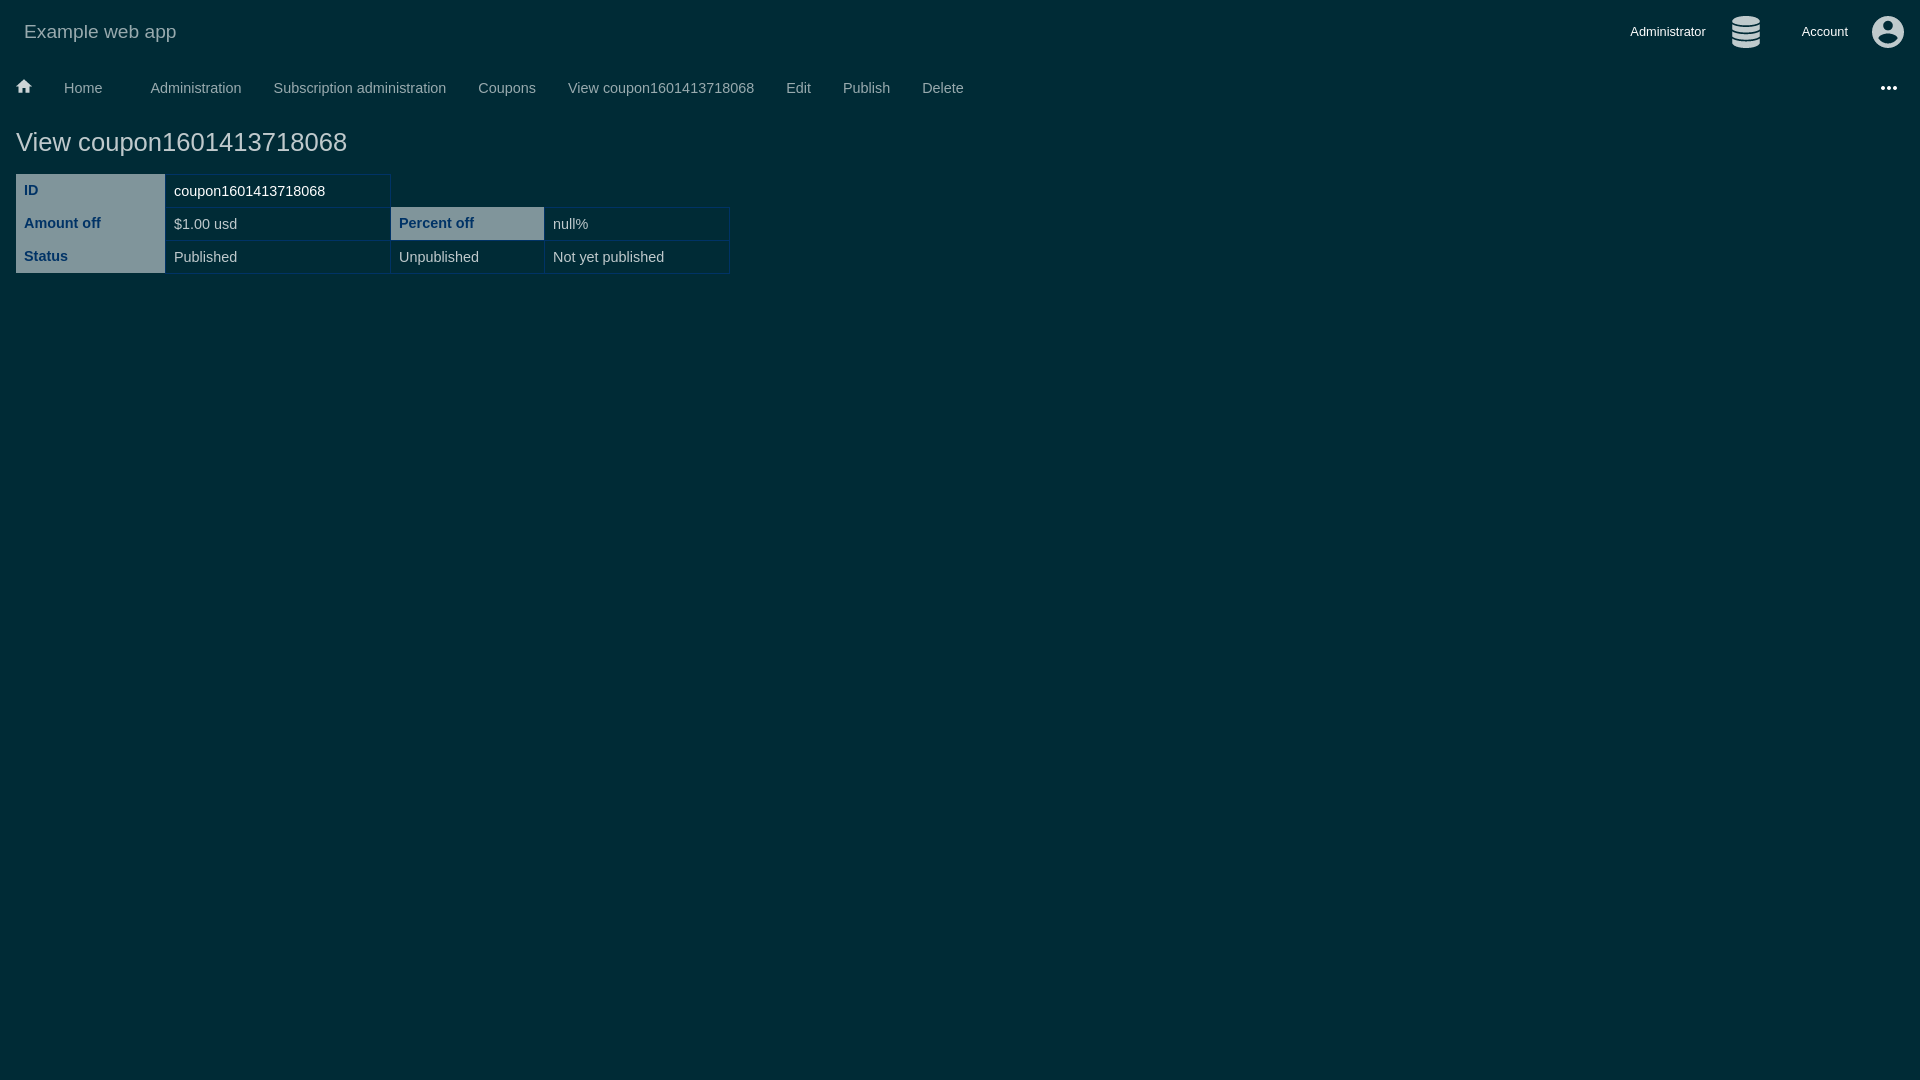 Example web app
Administrator
Account
Home
Administration
Subscription administration
Coupons
View coupon1601413718068
Edit
Publish
Delete
View coupon1601413718068
ID coupon1601413718068
Amount off $1.00 usd Percent off null%
Status Published Unpublished Not yet published